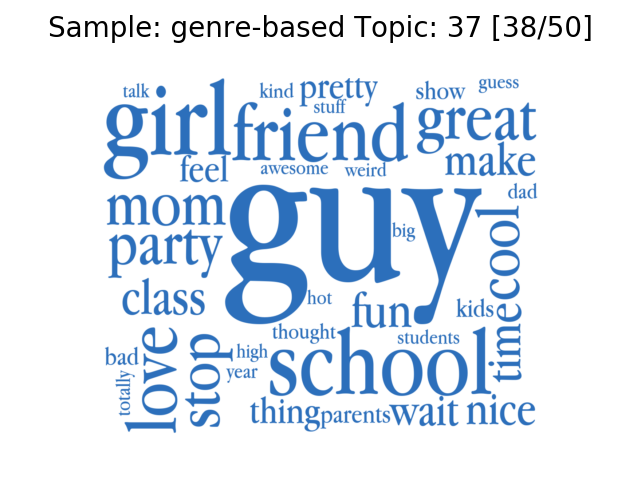 Sample: genre-based Topic: 37 [38/50]
talk kind pretty show guess
stuff
girl friend great
feel awesome weird make
mom guy dad
party big cool
class hot fun kids
thought students time
bad love stop high school
totally year
thing parents wait nice